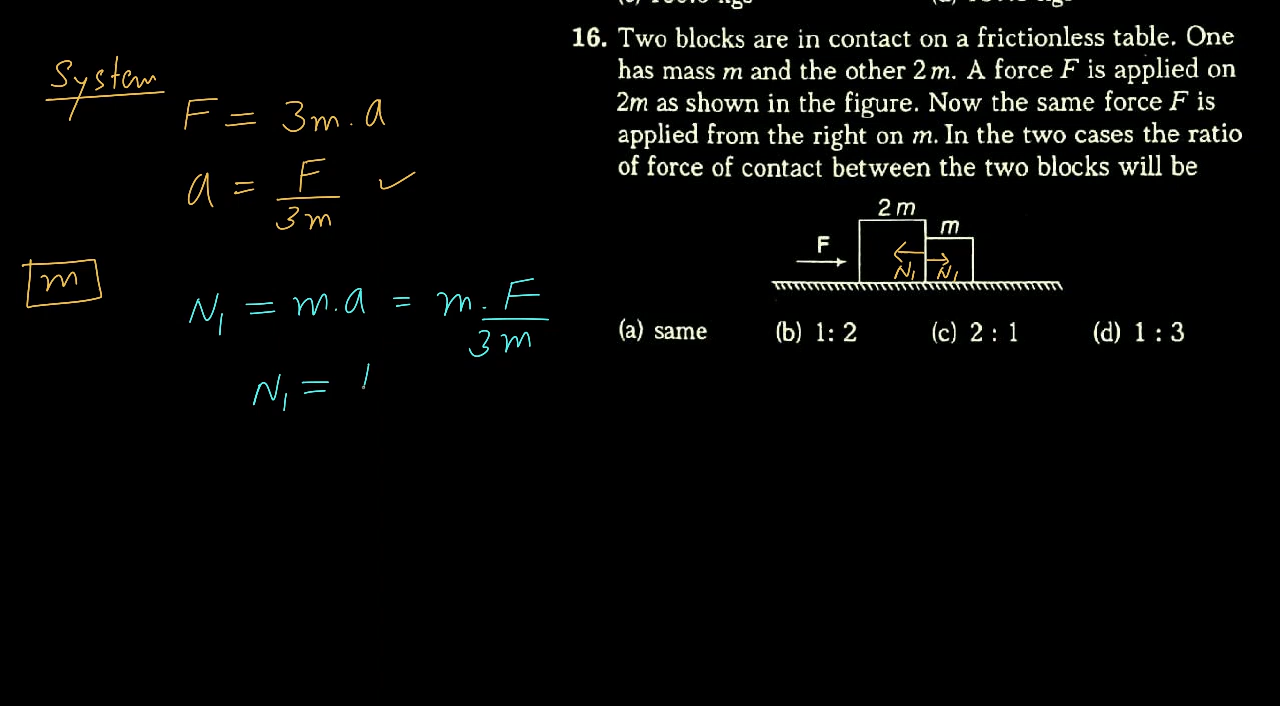 System
F = 3m.a
a = F/3m ✓
m
N₁ = m.a = m.F/3m
N₁ =
16. Two blocks are in contact on a frictionless table. One
has mass m and the other 2m. A force F is applied on
2m as shown in the figure. Now the same force F is
applied from the right on m. In the two cases the ratio
of force of contact between the two blocks will be
2 m
m
F
N₁ N₁
(a) same (b) 1: 2 (c) 2 : 1 (d) 1 : 3